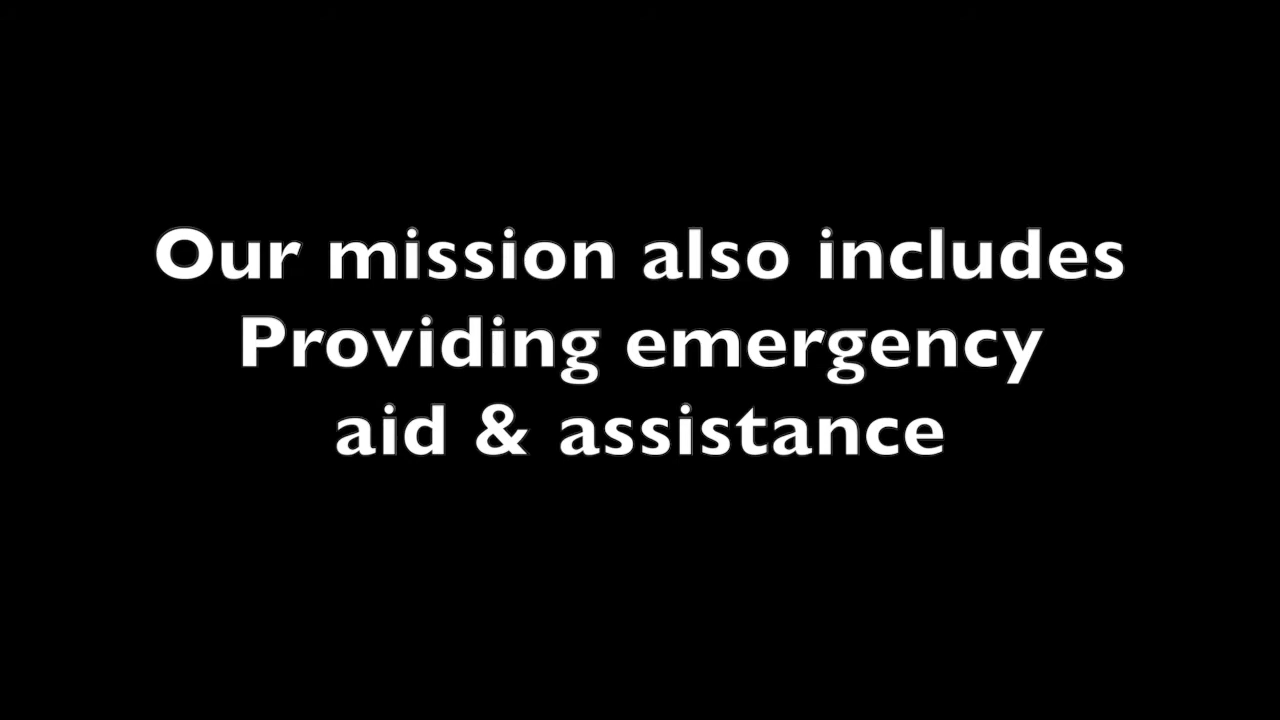 Our mission also includes
Providing emergency
aid & assistance